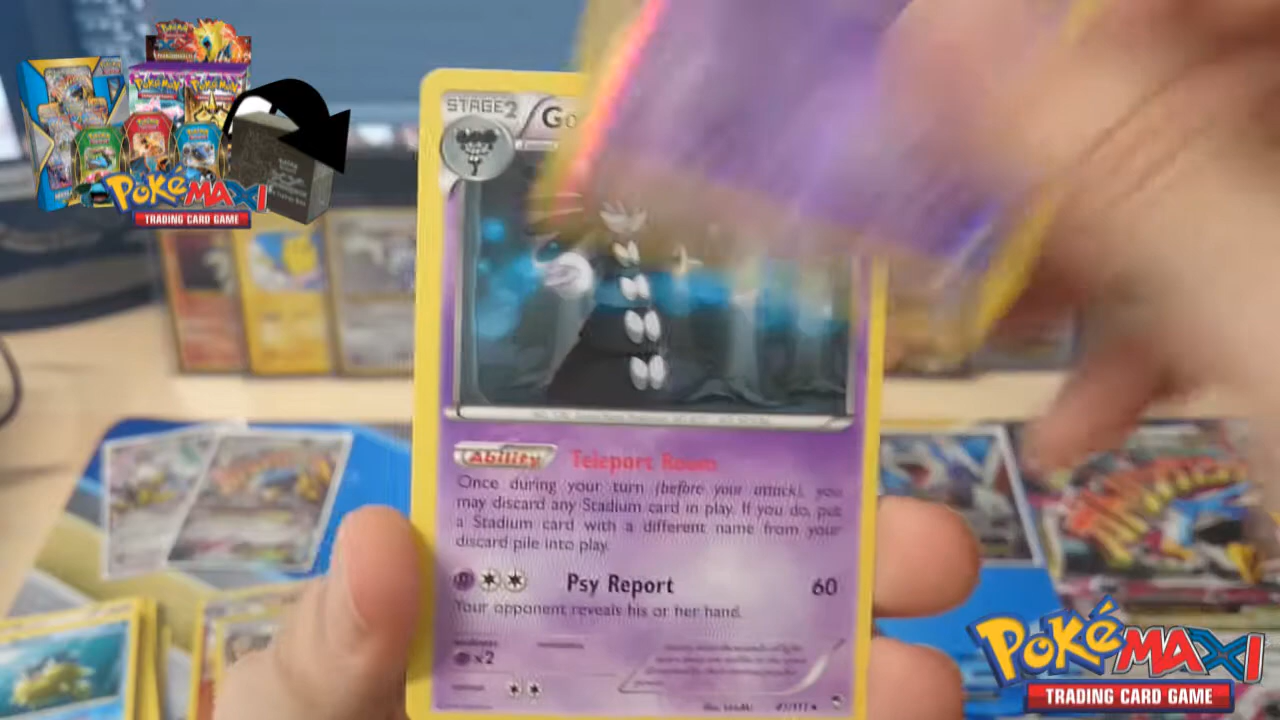 PokéMAXI
TRADING CARD GAME
STAGE2
Go
Ability Teleport Room
Once during your turn (before your attack), you
may discard any Stadium card in play. If you do, put
a Stadium card with a different name from your
discard pile into play.
Psy Report 60
Your opponent reveals his or her hand.
x2
PokéMAXI
TRADING CARD GAME